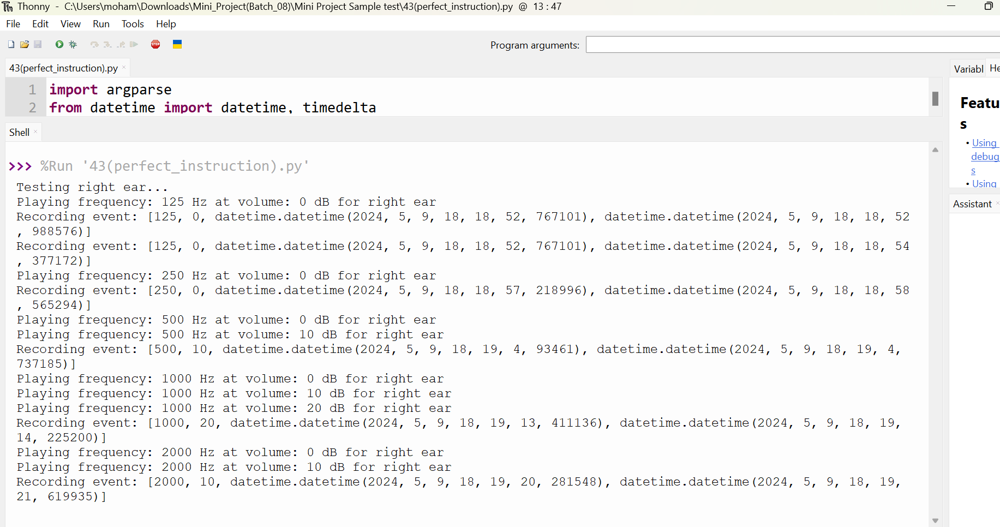 Thonny - C:\Users\moham\Downloads\Mini_Project(Batch_08)\Mini Project Sample test\43(perfect_instruction).py @ 13 : 47
File Edit View Run Tools Help
STOP
Program arguments:
43(perfect_instruction).py ×
Variabl He
1 import argparse
2 from datetime import datetime, timedelta
Shell ×
>>> %Run '43(perfect_instruction).py'
Testing right ear...
Playing frequency: 125 Hz at volume: 0 dB for right ear
Recording event: [125, 0, datetime.datetime(2024, 5, 9, 18, 18, 52, 767101), datetime.datetime(2024, 5, 9, 18, 18, 52
, 988576)]
Recording event: [125, 0, datetime.datetime(2024, 5, 9, 18, 18, 52, 767101), datetime.datetime(2024, 5, 9, 18, 18, 54
, 377172)]
Playing frequency: 250 Hz at volume: 0 dB for right ear
Recording event: [250, 0, datetime.datetime(2024, 5, 9, 18, 18, 57, 218996), datetime.datetime(2024, 5, 9, 18, 18, 58
, 565294)]
Playing frequency: 500 Hz at volume: 0 dB for right ear
Playing frequency: 500 Hz at volume: 10 dB for right ear
Recording event: [500, 10, datetime.datetime(2024, 5, 9, 18, 19, 4, 93461), datetime.datetime(2024, 5, 9, 18, 19, 4,
737185)]
Playing frequency: 1000 Hz at volume: 0 dB for right ear
Playing frequency: 1000 Hz at volume: 10 dB for right ear
Playing frequency: 1000 Hz at volume: 20 dB for right ear
Recording event: [1000, 20, datetime.datetime(2024, 5, 9, 18, 19, 13, 411136), datetime.datetime(2024, 5, 9, 18, 19,
14, 225200)]
Playing frequency: 2000 Hz at volume: 0 dB for right ear
Playing frequency: 2000 Hz at volume: 10 dB for right ear
Recording event: [2000, 10, datetime.datetime(2024, 5, 9, 18, 19, 20, 281548), datetime.datetime(2024, 5, 9, 18, 19,
21, 619935)]
Featu
s
• Using
debug
s
• Using
Assistant ×